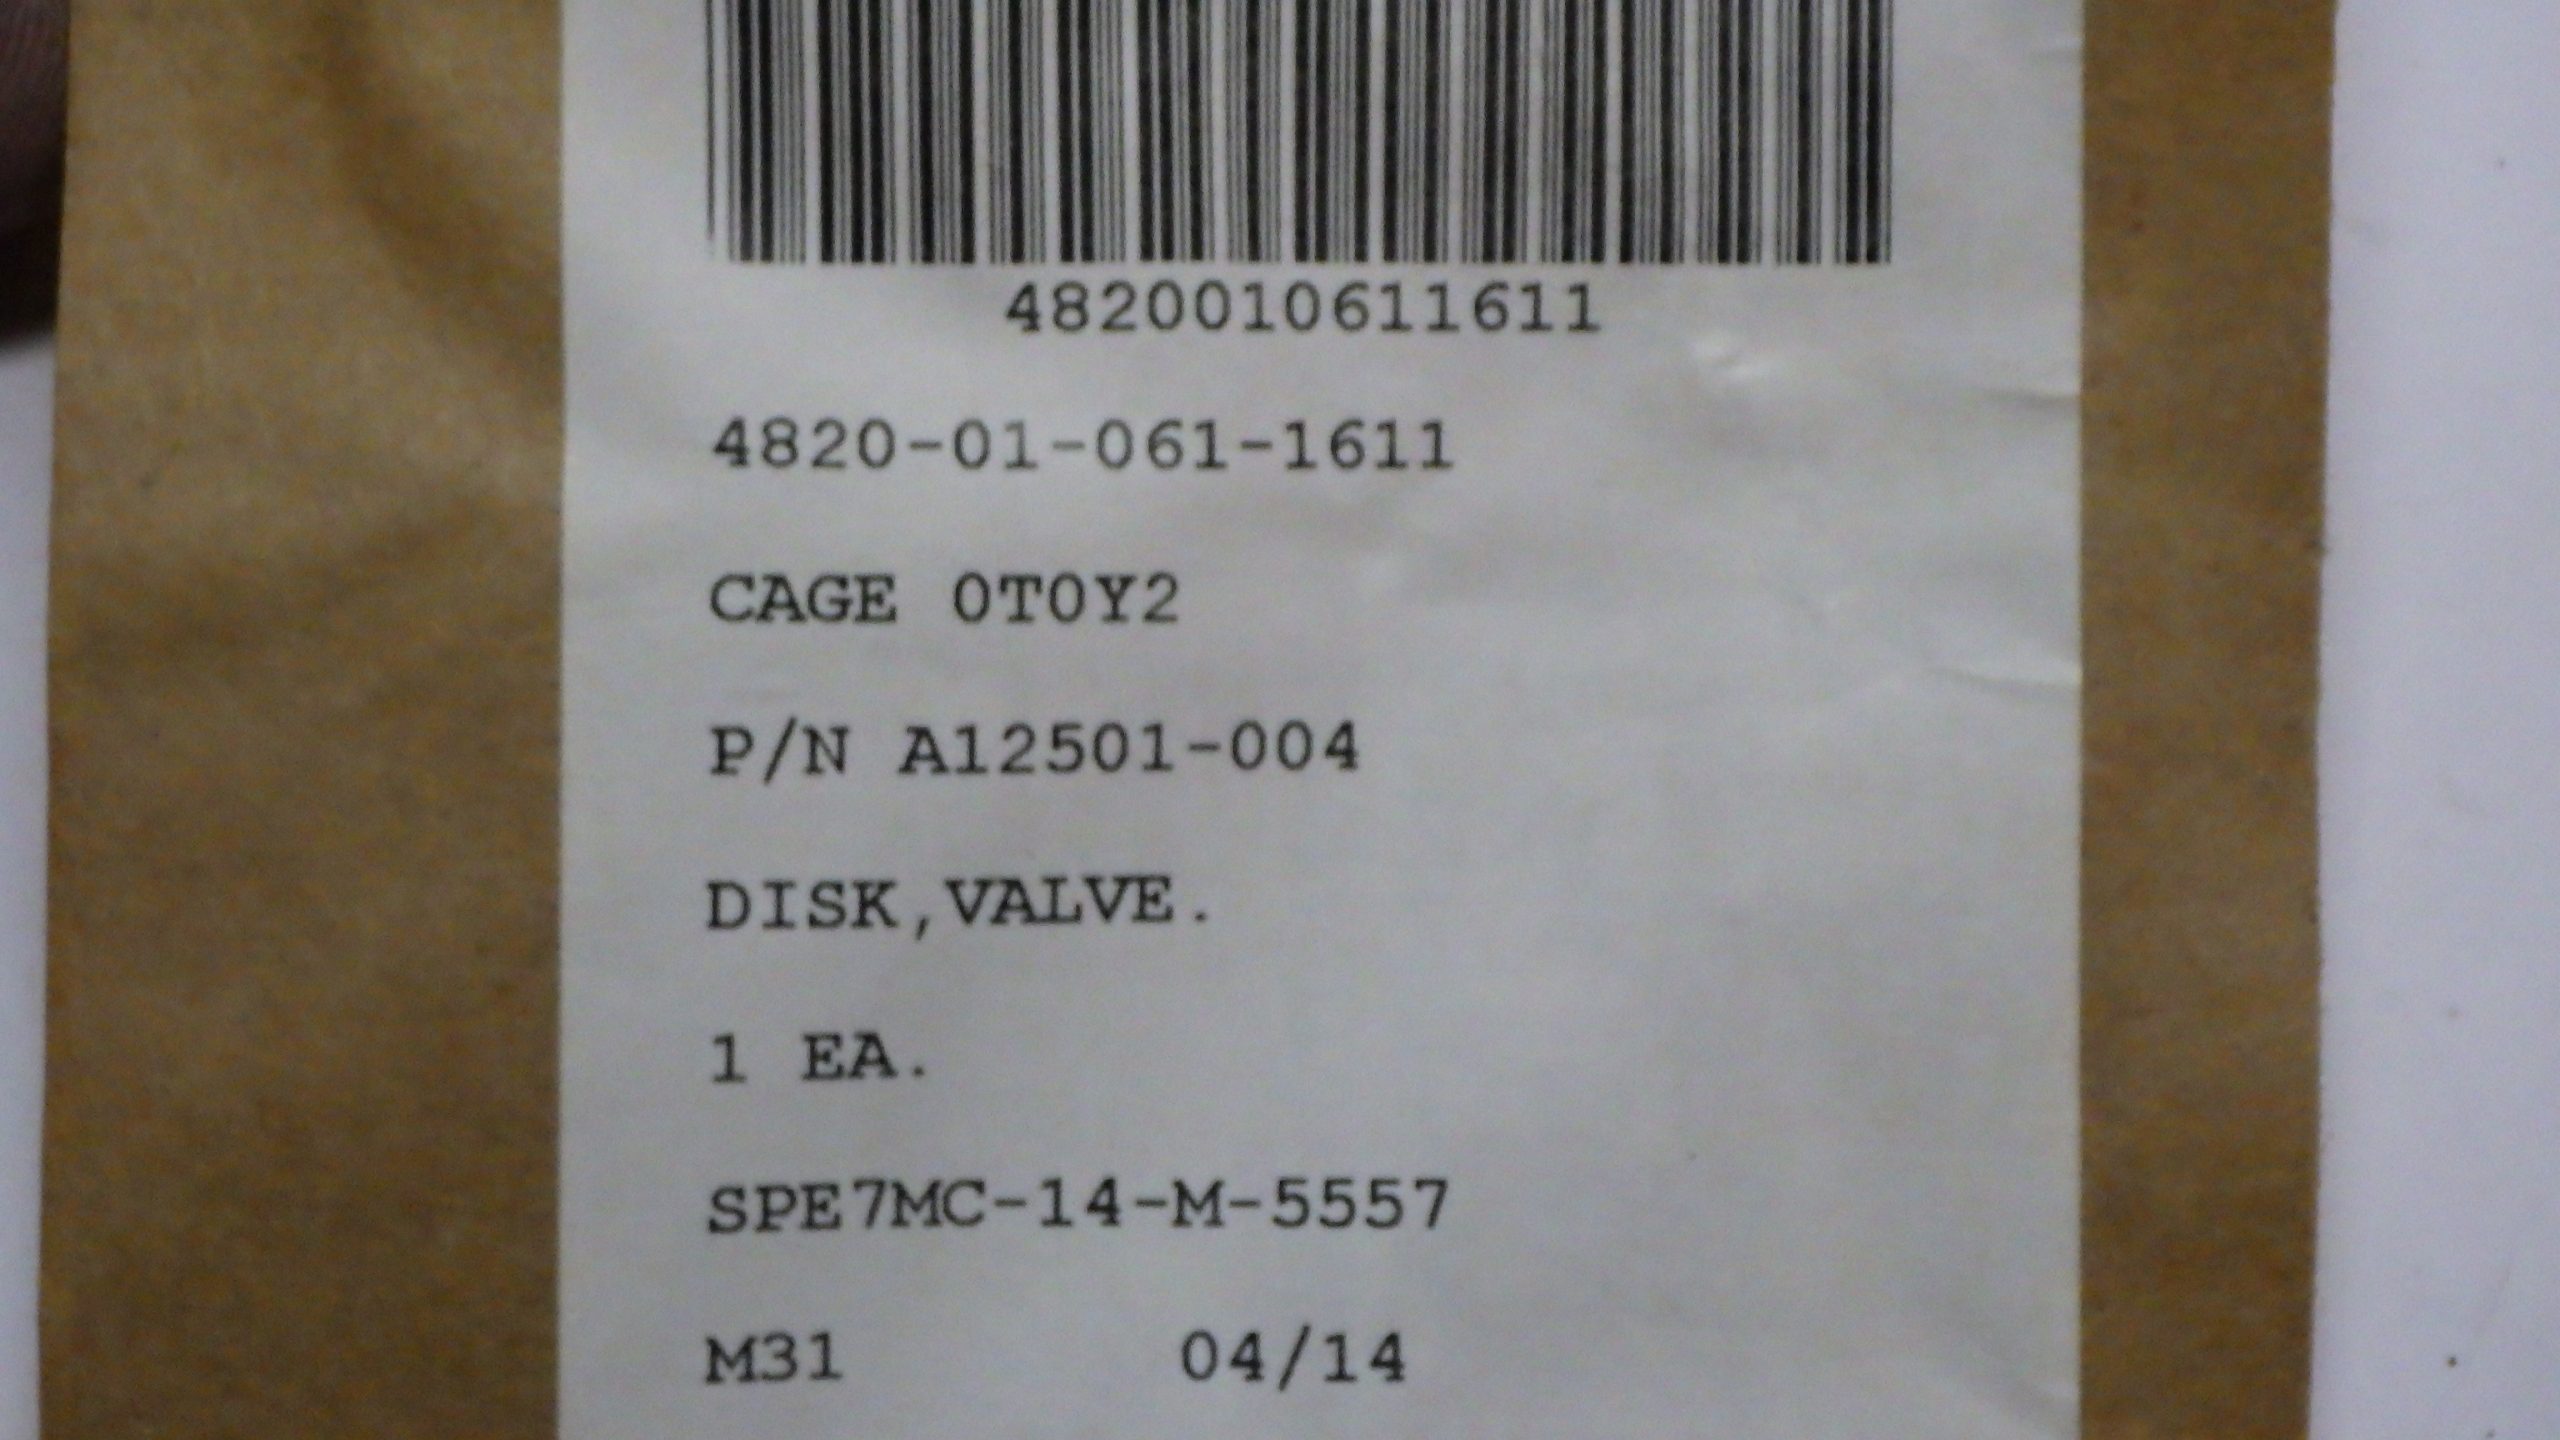 4820010611611
4820-01-061-1611
CAGE 0T0Y2
P/N A12501-004
DISK,VALVE.
1 EA.
SPE7MC-14-M-5557
M31 04/14